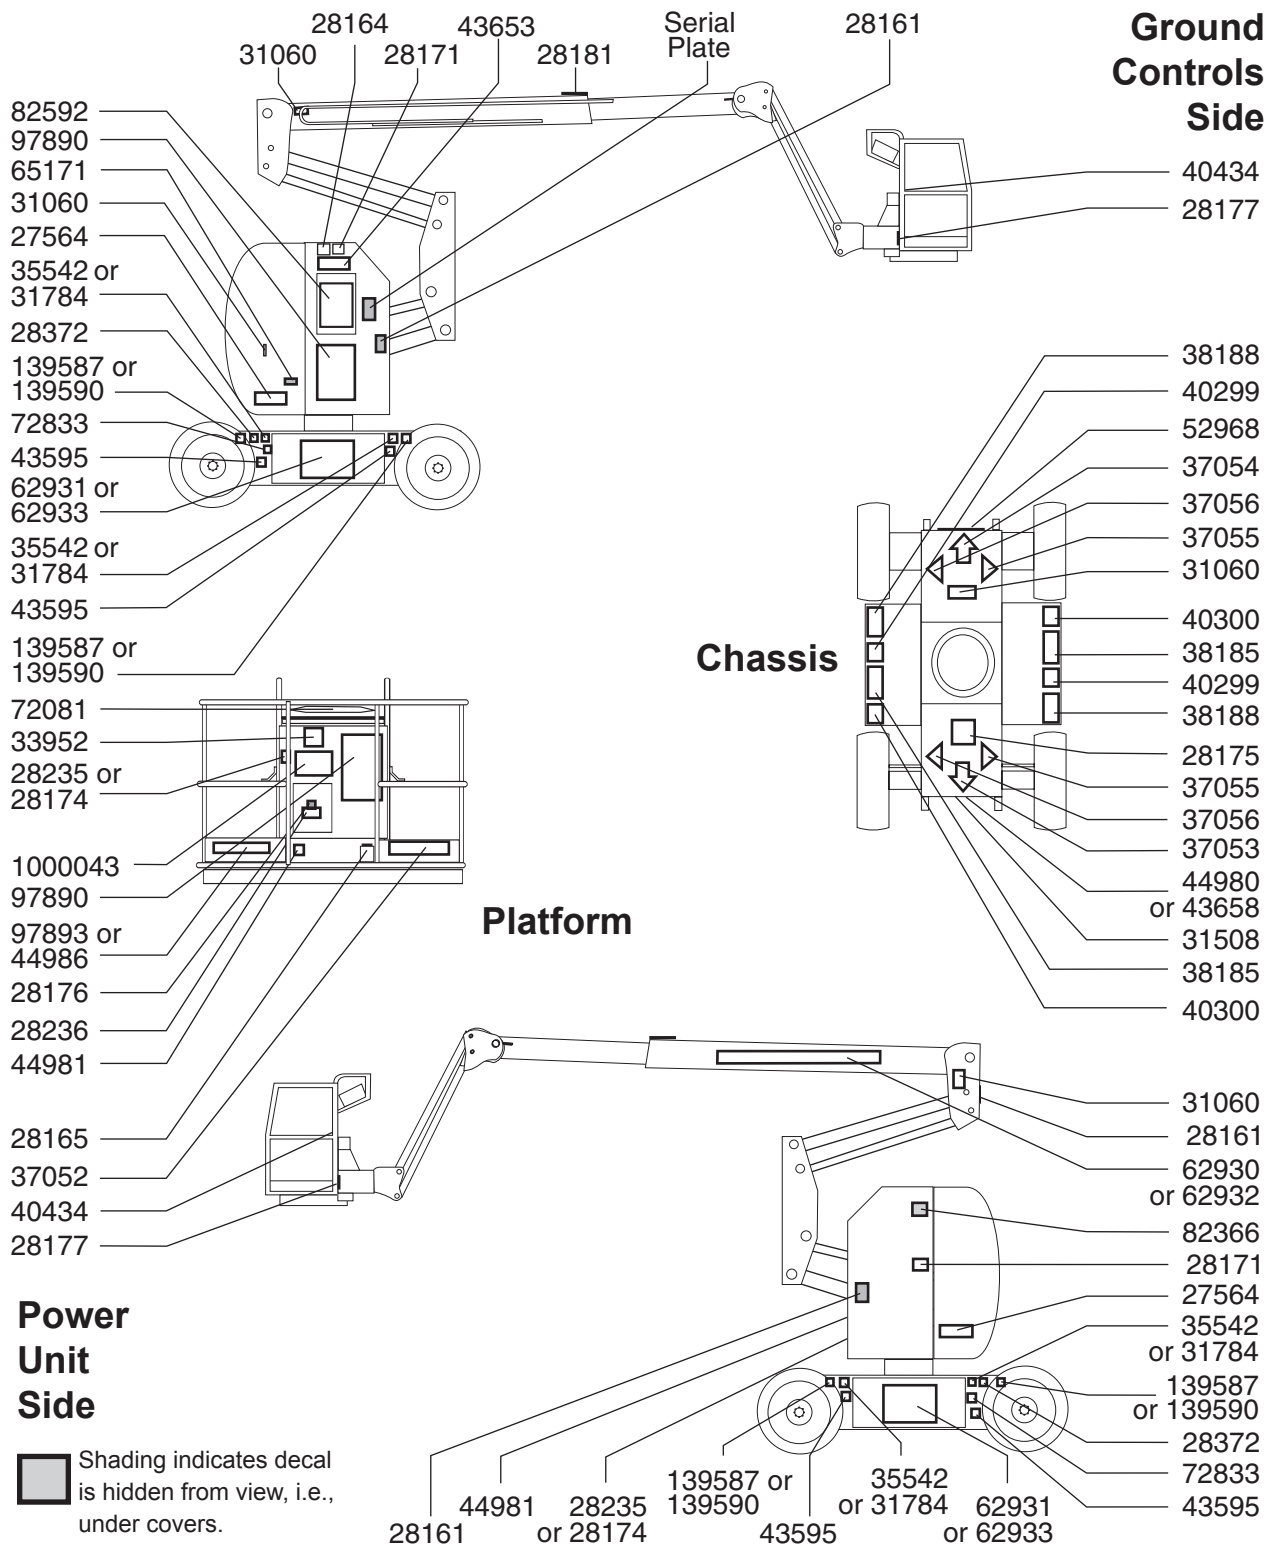 28164
43653
Serial
Plate
28161
31060
28171
28181
Ground
Controls
Side
82592
97890
65171
31060
27564
35542 or
31784
28372
139587 or
139590
72833
43595
62931 or
62933
35542 or
31784
43595
139587 or
139590
40434
28177
38188
40299
52968
37054
37056
37055
31060
40300
38185
40299
38188
28175
37055
37056
37053
44980
or 43658
31508
38185
40300
Chassis
72081
33952
28235 or
28174
1000043
97890
97893 or
44986
28176
28236
44981
28165
37052
40434
28177
Platform
31060
28161
62930
or 62932
82366
28171
27564
35542
or 31784
139587
or 139590
28372
72833
43595
Power
Unit
Side
Shading indicates decal
is hidden from view, i.e.,
under covers.
28161
44981
28235
or 28174
139587 or
139590
43595
35542
or 31784
62931
or 62933